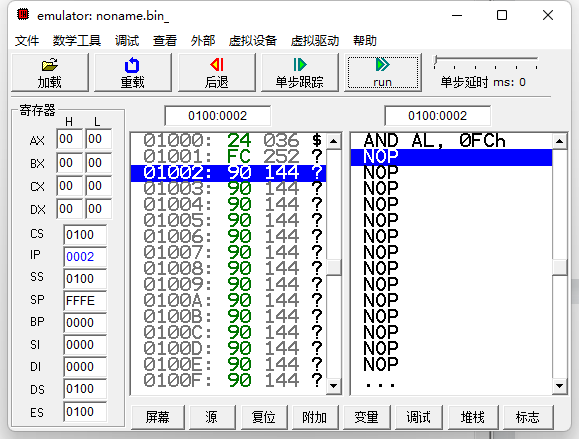 emulator: noname.bin_
文件 数学工具 调试 查看 外部 虚拟设备 虚拟驱动 帮助
加载 重载 后退 单步跟踪 run 单步延时 ms: 0
寄存器
H L
AX 00 00
BX 00 00
CX 00 00
DX 00 00
CS 0100
IP 0002
SS 0100
SP FFFE
BP 0000
SI 0000
DI 0000
DS 0100
ES 0100
0100:0002
01000: 24 036 $
01001: FC 252 ?
01002: 90 144 ?
01003: 90 144 ?
01004: 90 144 ?
01005: 90 144 ?
01006: 90 144 ?
01007: 90 144 ?
01008: 90 144 ?
01009: 90 144 ?
0100A: 90 144 ?
0100B: 90 144 ?
0100C: 90 144 ?
0100D: 90 144 ?
0100E: 90 144 ?
0100F: 90 144 ?
0100:0002
AND AL, 0FCh
NOP
NOP
NOP
NOP
NOP
NOP
NOP
NOP
NOP
NOP
NOP
NOP
NOP
NOP
...
屏幕 源 复位 附加 变量 调试 堆栈 标志